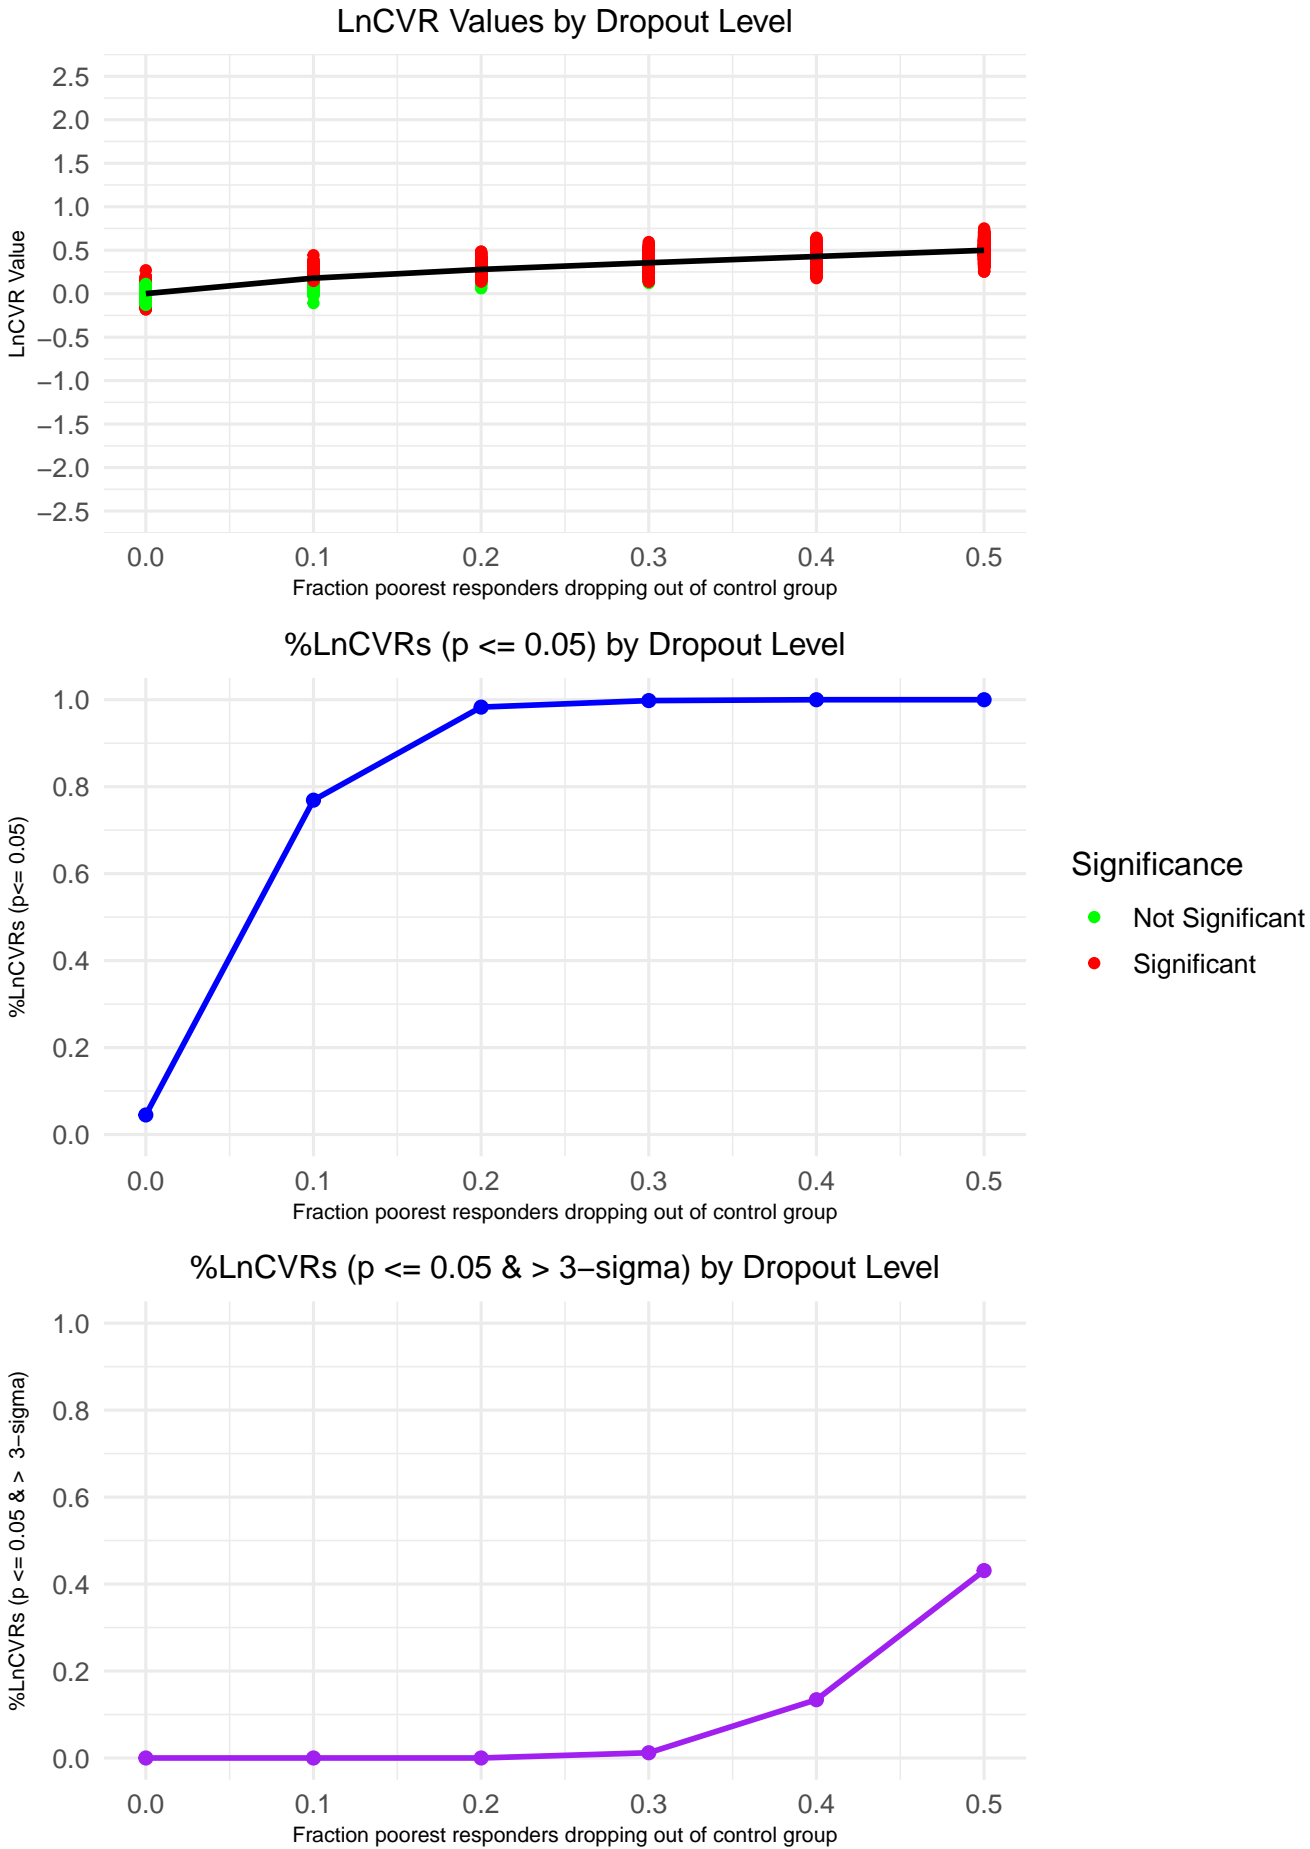 LnCVR Values by Dropout Level
LnCVR Value
2.5
2.0
1.5
1.0
0.5
0.0
−0.5
−1.0
−1.5
−2.0
−2.5
0.0 0.1 0.2 0.3 0.4 0.5
Fraction poorest responders dropping out of control group
%LnCVRs (p <= 0.05) by Dropout Level
%LnCVRs (p<= 0.05)
1.0
0.8
0.6
0.4
0.2
0.0
0.0 0.1 0.2 0.3 0.4 0.5
Fraction poorest responders dropping out of control group
Significance
Not Significant
Significant
%LnCVRs (p <= 0.05 & > 3−sigma) by Dropout Level
%LnCVRs (p <= 0.05 & > 3−sigma)
1.0
0.8
0.6
0.4
0.2
0.0
0.0 0.1 0.2 0.3 0.4 0.5
Fraction poorest responders dropping out of control group